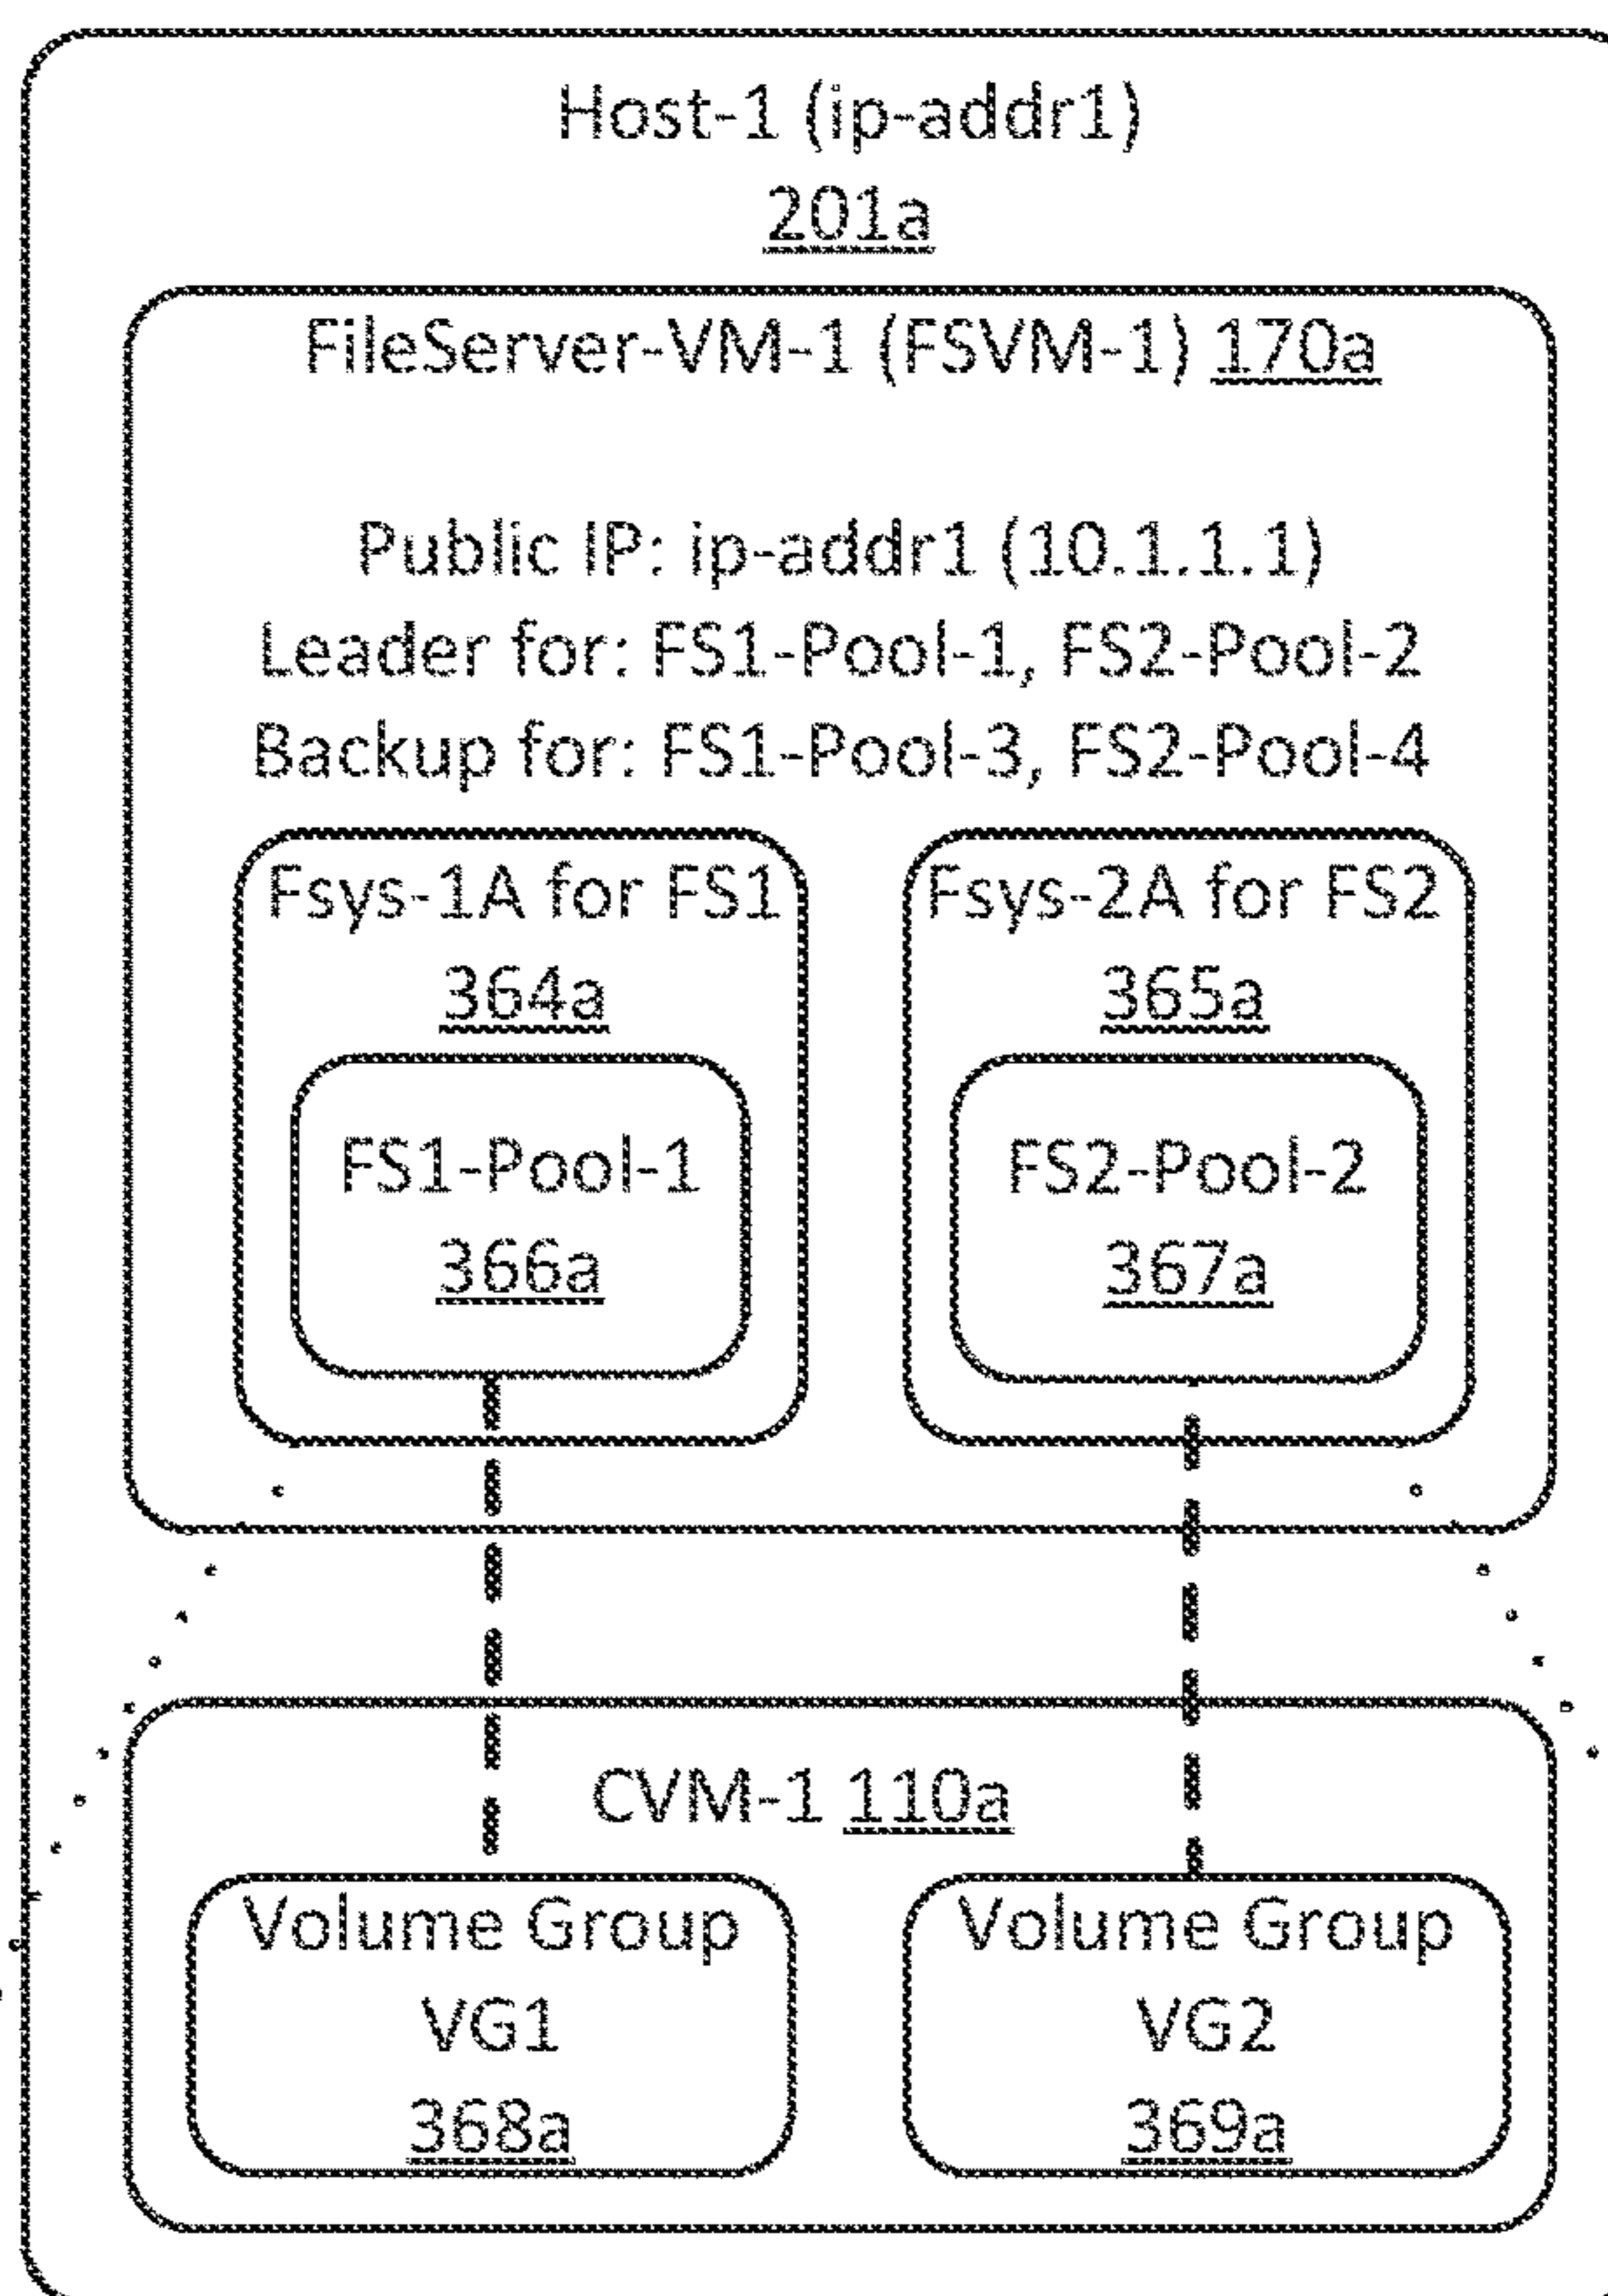 Host-1 (ip-addr1)
201a
FileServer-VM-1 (FSVM-1) 170a
Public IP: ip-addr1 (10.1.1.1)
Leader for: FS1-Pool-1, FS2-Pool-2
Backup for: FS1-Pool-3, FS2-Pool-4
Fsys-1A for FS1
364a
FS1-Pool-1
366a
Fsys-2A for FS2
365a
FS2-Pool-2
367a
CVM-1 110a
Volume Group
VG1
368a
Volume Group
VG2
369a